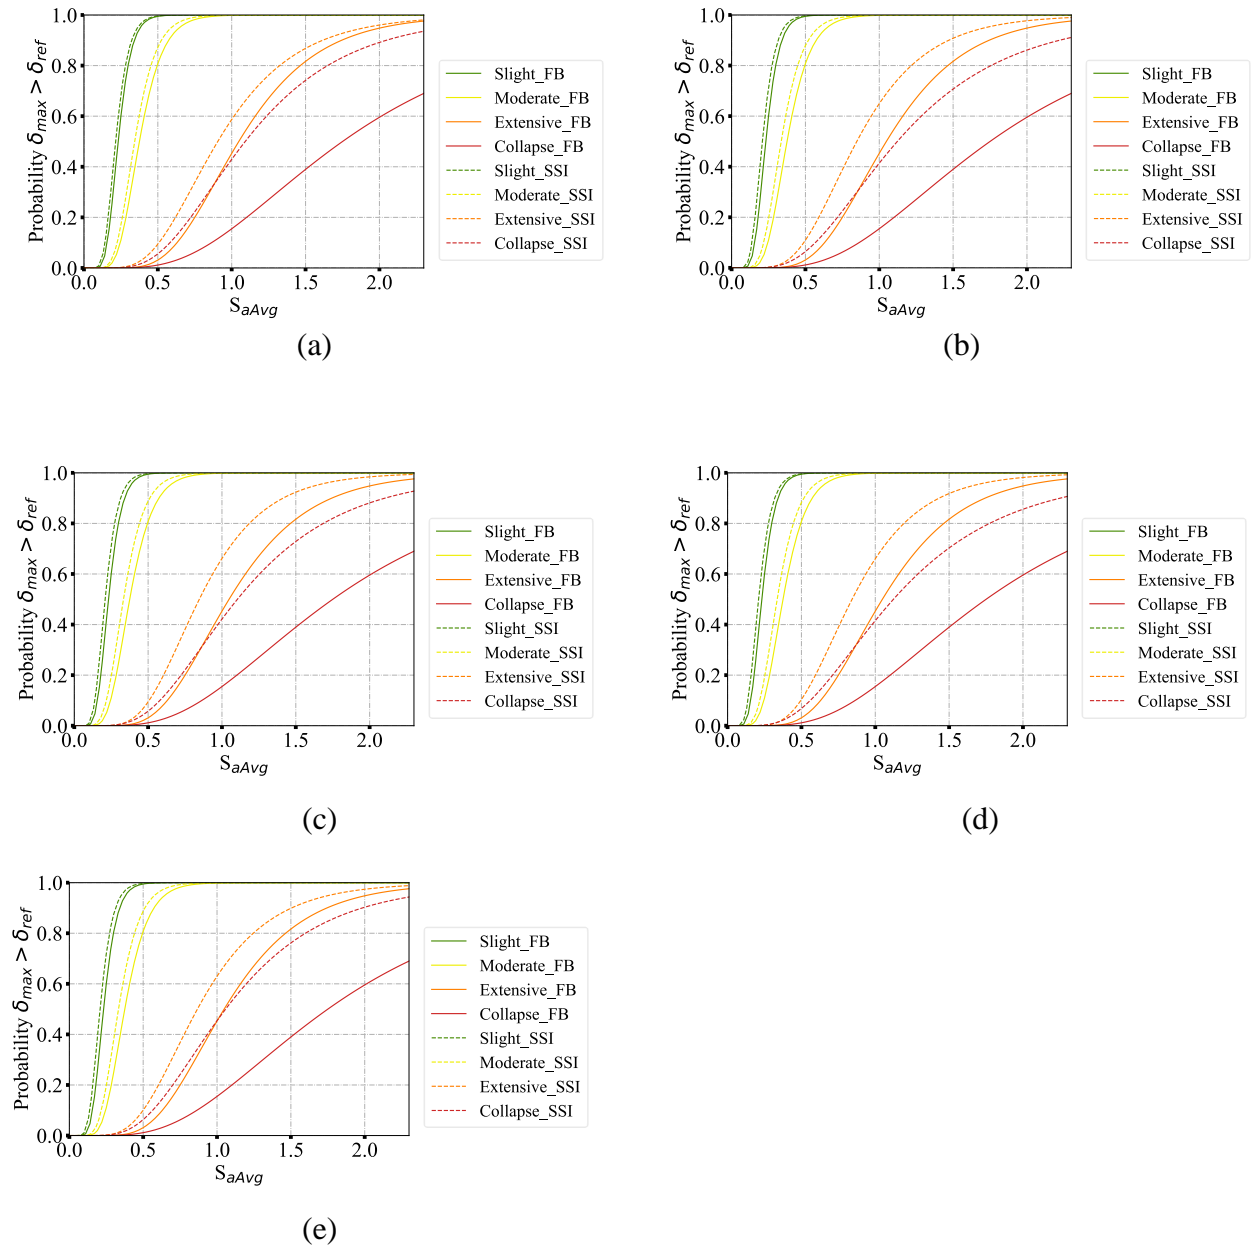 Probability δmax > δref
1.0
0.8
0.6
0.4
0.2
0.0
0.0 0.5 1.0 1.5 2.0
SaAvg
Slight_FB
Moderate_FB
Extensive_FB
Collapse_FB
Slight_SSI
Moderate_SSI
Extensive_SSI
Collapse_SSI
(a)
Probability δmax > δref
1.0
0.8
0.6
0.4
0.2
0.0
0.0 0.5 1.0 1.5 2.0
SaAvg
Slight_FB
Moderate_FB
Extensive_FB
Collapse_FB
Slight_SSI
Moderate_SSI
Extensive_SSI
Collapse_SSI
(b)
Probability δmax > δref
1.0
0.8
0.6
0.4
0.2
0.0
0.0 0.5 1.0 1.5 2.0
SaAvg
Slight_FB
Moderate_FB
Extensive_FB
Collapse_FB
Slight_SSI
Moderate_SSI
Extensive_SSI
Collapse_SSI
(c)
Probability δmax > δref
1.0
0.8
0.6
0.4
0.2
0.0
0.0 0.5 1.0 1.5 2.0
SaAvg
Slight_FB
Moderate_FB
Extensive_FB
Collapse_FB
Slight_SSI
Moderate_SSI
Extensive_SSI
Collapse_SSI
(d)
Probability δmax > δref
1.0
0.8
0.6
0.4
0.2
0.0
0.0 0.5 1.0 1.5 2.0
SaAvg
Slight_FB
Moderate_FB
Extensive_FB
Collapse_FB
Slight_SSI
Moderate_SSI
Extensive_SSI
Collapse_SSI
(e)